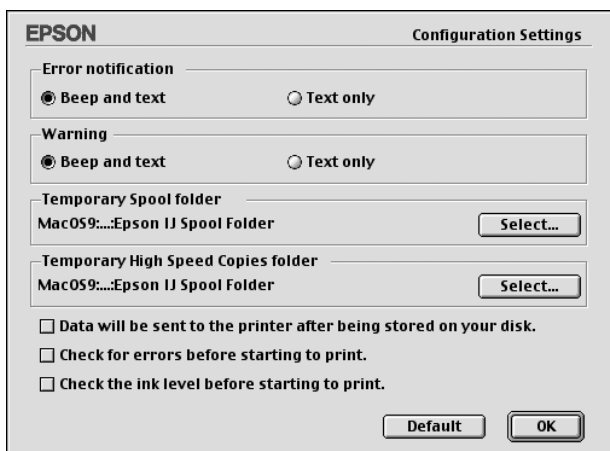 EPSON
Configuration Settings
Error notification
Beep and text
Text only
Warning
Beep and text
Text only
Temporary Spool folder
MacOS9:...:Epson IJ Spool Folder
Select...
Temporary High Speed Copies folder
MacOS9:...:Epson IJ Spool Folder
Select...
Data will be sent to the printer after being stored on your disk.
Check for errors before starting to print.
Check the ink level before starting to print.
Default
OK